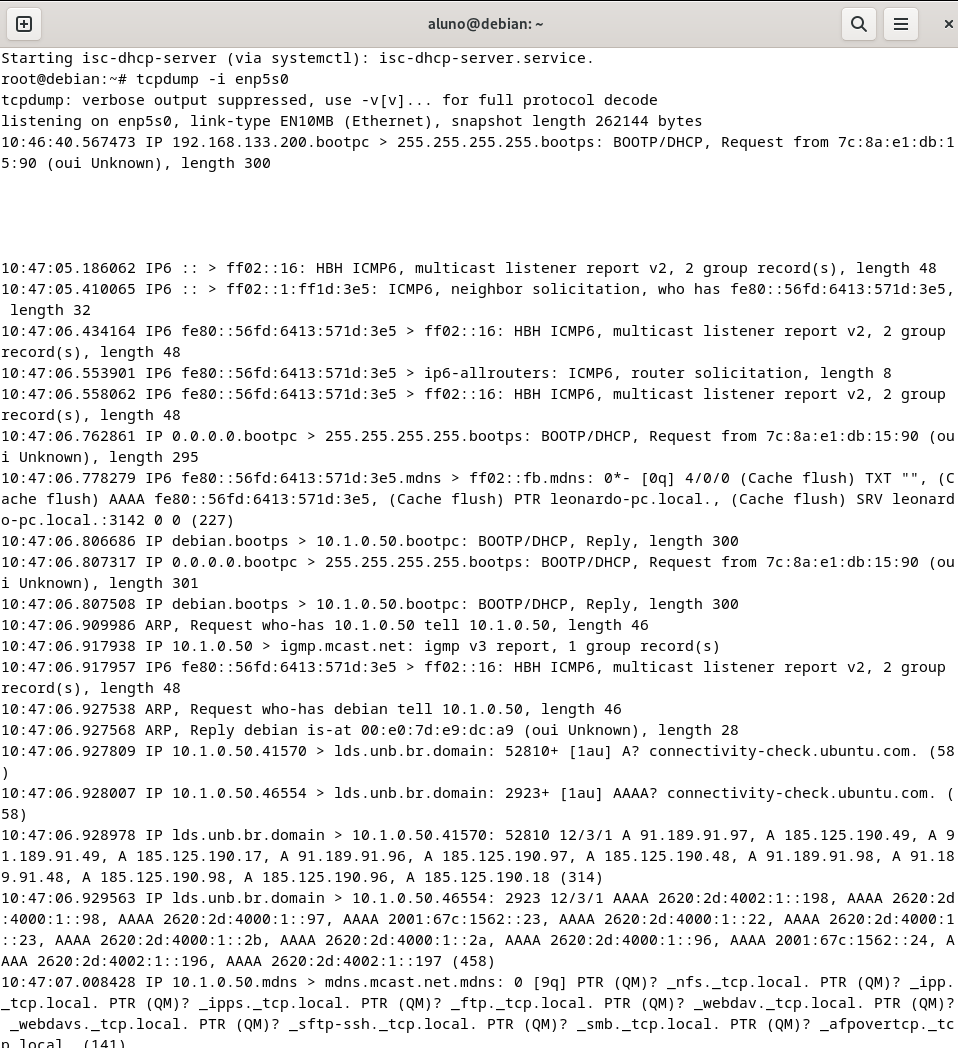 aluno@debian: ~
Starting isc-dhcp-server (via systemctl): isc-dhcp-server.service.
root@debian:~# tcpdump -i enp5s0
tcpdump: verbose output suppressed, use -v[v]... for full protocol decode
listening on enp5s0, link-type EN10MB (Ethernet), snapshot length 262144 bytes
10:46:40.567473 IP 192.168.133.200.bootpc > 255.255.255.255.bootps: BOOTP/DHCP, Request from 7c:8a:e1:db:1
5:90 (oui Unknown), length 300
10:47:05.186062 IP6 :: > ff02::16: HBH ICMP6, multicast listener report v2, 2 group record(s), length 48
10:47:05.410065 IP6 :: > ff02::1:ff1d:3e5: ICMP6, neighbor solicitation, who has fe80::56fd:6413:571d:3e5,
 length 32
10:47:06.434164 IP6 fe80::56fd:6413:571d:3e5 > ff02::16: HBH ICMP6, multicast listener report v2, 2 group
record(s), length 48
10:47:06.553901 IP6 fe80::56fd:6413:571d:3e5 > ip6-allrouters: ICMP6, router solicitation, length 8
10:47:06.558062 IP6 fe80::56fd:6413:571d:3e5 > ff02::16: HBH ICMP6, multicast listener report v2, 2 group
record(s), length 48
10:47:06.762861 IP 0.0.0.0.bootpc > 255.255.255.255.bootps: BOOTP/DHCP, Request from 7c:8a:e1:db:15:90 (ou
i Unknown), length 295
10:47:06.778279 IP6 fe80::56fd:6413:571d:3e5.mdns > ff02::fb.mdns: 0*- [0q] 4/0/0 (Cache flush) TXT "", (C
ache flush) AAAA fe80::56fd:6413:571d:3e5, (Cache flush) PTR leonardo-pc.local., (Cache flush) SRV leonard
o-pc.local.:3142 0 0 (227)
10:47:06.806686 IP debian.bootps > 10.1.0.50.bootpc: BOOTP/DHCP, Reply, length 300
10:47:06.807317 IP 0.0.0.0.bootpc > 255.255.255.255.bootps: BOOTP/DHCP, Request from 7c:8a:e1:db:15:90 (ou
i Unknown), length 301
10:47:06.807508 IP debian.bootps > 10.1.0.50.bootpc: BOOTP/DHCP, Reply, length 300
10:47:06.909986 ARP, Request who-has 10.1.0.50 tell 10.1.0.50, length 46
10:47:06.917938 IP 10.1.0.50 > igmp.mcast.net: igmp v3 report, 1 group record(s)
10:47:06.917957 IP6 fe80::56fd:6413:571d:3e5 > ff02::16: HBH ICMP6, multicast listener report v2, 2 group
record(s), length 48
10:47:06.927538 ARP, Request who-has debian tell 10.1.0.50, length 46
10:47:06.927568 ARP, Reply debian is-at 00:e0:7d:e9:dc:a9 (oui Unknown), length 28
10:47:06.927809 IP 10.1.0.50.41570 > lds.unb.br.domain: 52810+ [1au] A? connectivity-check.ubuntu.com. (58
)
10:47:06.928007 IP 10.1.0.50.46554 > lds.unb.br.domain: 2923+ [1au] AAAA? connectivity-check.ubuntu.com. (
58)
10:47:06.928978 IP lds.unb.br.domain > 10.1.0.50.41570: 52810 12/3/1 A 91.189.91.97, A 185.125.190.49, A 9
1.189.91.49, A 185.125.190.17, A 91.189.91.96, A 185.125.190.97, A 185.125.190.48, A 91.189.91.98, A 91.18
9.91.48, A 185.125.190.98, A 185.125.190.96, A 185.125.190.18 (314)
10:47:06.929563 IP lds.unb.br.domain > 10.1.0.50.46554: 2923 12/3/1 AAAA 2620:2d:4002:1::198, AAAA 2620:2d
:4000:1::98, AAAA 2620:2d:4000:1::97, AAAA 2001:67c:1562::23, AAAA 2620:2d:4000:1::22, AAAA 2620:2d:4000:1
::23, AAAA 2620:2d:4000:1::2b, AAAA 2620:2d:4000:1::2a, AAAA 2620:2d:4000:1::96, AAAA 2001:67c:1562::24, A
AAA 2620:2d:4002:1::196, AAAA 2620:2d:4002:1::197 (458)
10:47:07.008428 IP 10.1.0.50.mdns > mdns.mcast.net.mdns: 0 [9q] PTR (QM)? _nfs._tcp.local. PTR (QM)? _ipp.
_tcp.local. PTR (QM)? _ipps._tcp.local. PTR (QM)? _ftp._tcp.local. PTR (QM)? _webdav._tcp.local. PTR (QM)?
 _webdavs._tcp.local. PTR (QM)? _sftp-ssh._tcp.local. PTR (QM)? _smb._tcp.local. PTR (QM)? _afpovertcp._tc
p.local. (141)